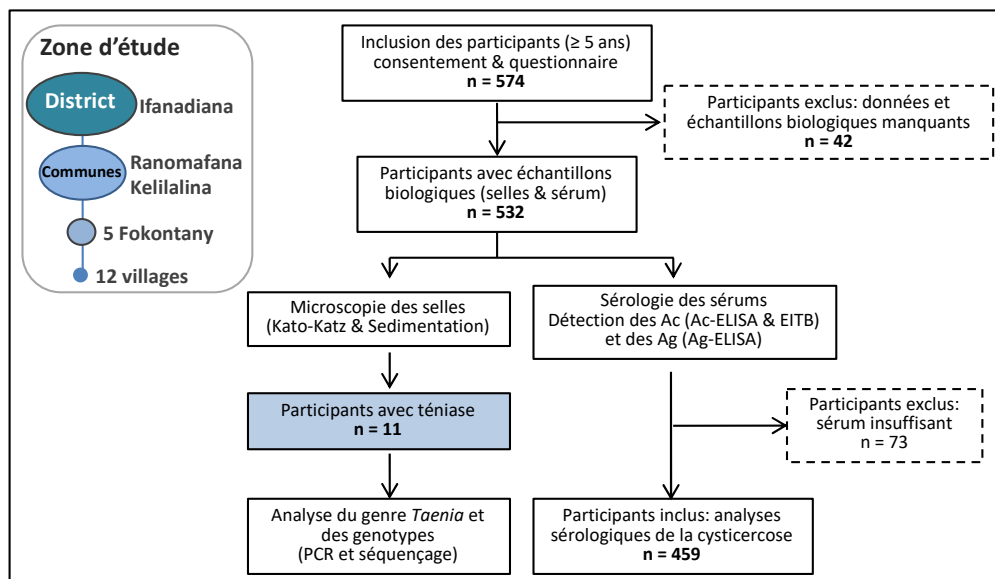 Zone d'étude
District
Ifanadiana
Communes
Ranomafana
Kelilalina
5 Fokontany
12 villages
Inclusion des participants (≥ 5 ans)
consentement & questionnaire
n = 574
Participants exclus: données et
échantillons biologiques manquants
n = 42
Participants avec échantillons
biologiques (selles & sérum)
n = 532
Microscopie des selles
(Kato-Katz & Sedimentation)
Sérologie des sérums
Détection des Ac (Ac-ELISA & EITB)
et des Ag (Ag-ELISA)
Participants avec téniase
n = 11
Participants exclus:
sérum insuffisant
n = 73
Analyse du genre Taenia et
des genotypes
(PCR et séquençage)
Participants inclus: analyses
sérologiques de la cysticercose
n = 459